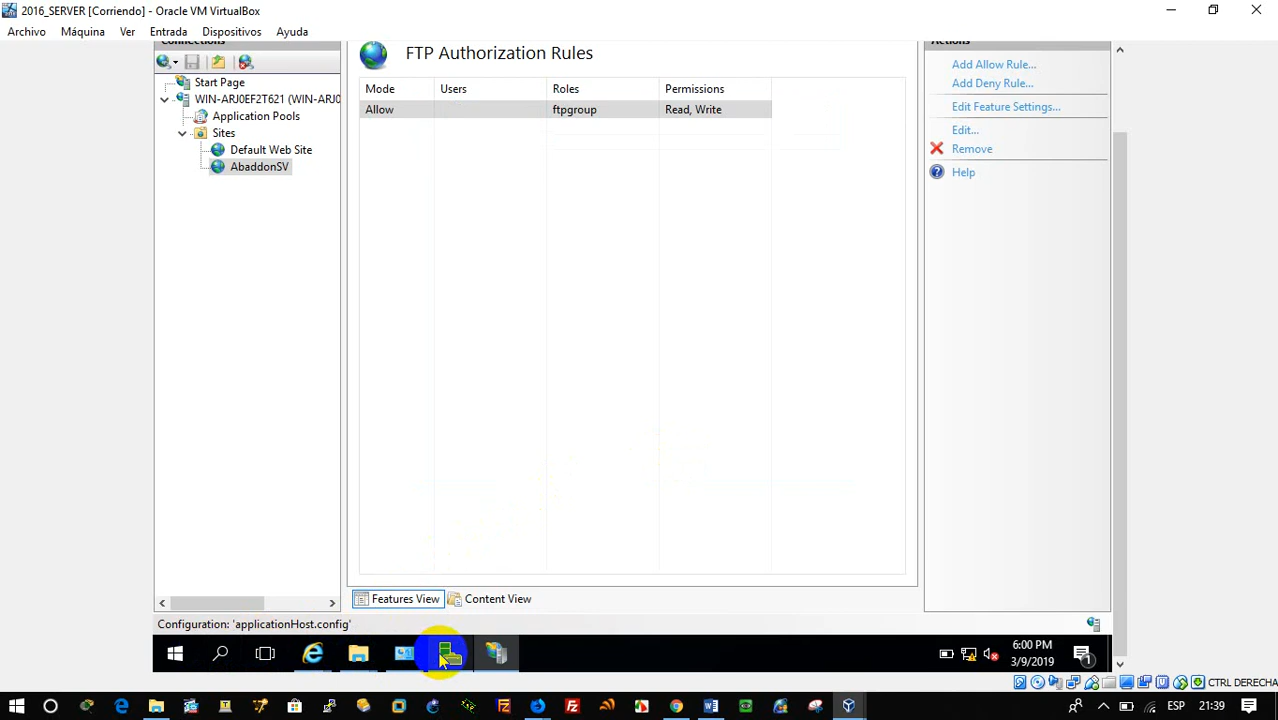 2016_SERVER [Corriendo] - Oracle VM VirtualBox
Archivo Máquina Ver Entrada Dispositivos Ayuda
Connections
Start Page
WIN-ARJ0EF2T621 (WIN-ARJ0
Application Pools
Sites
Default Web Site
AbaddonSV
FTP Authorization Rules
Mode Users Roles Permissions
Allow ftpgroup Read, Write
Actions
Add Allow Rule...
Add Deny Rule...
Edit Feature Settings...
Edit...
Remove
Help
Features View Content View
Configuration: 'applicationHost.config'
6:00 PM
3/9/2019
1
CTRL DERECHA
ESP 21:39